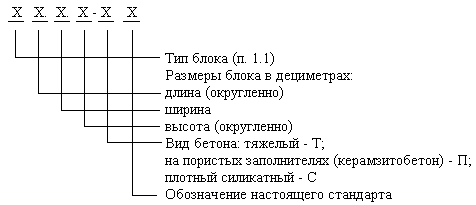 X X. X. X - X X
Тип блока (п. 1.1)
Размеры блока в дециметрах:
длина (округленно)
ширина
высота (округленно)
Вид бетона: тяжелый - Т;
на пористых заполнителях (керамзитобетон) - П;
плотный силикатный - С
Обозначение настоящего стандарта